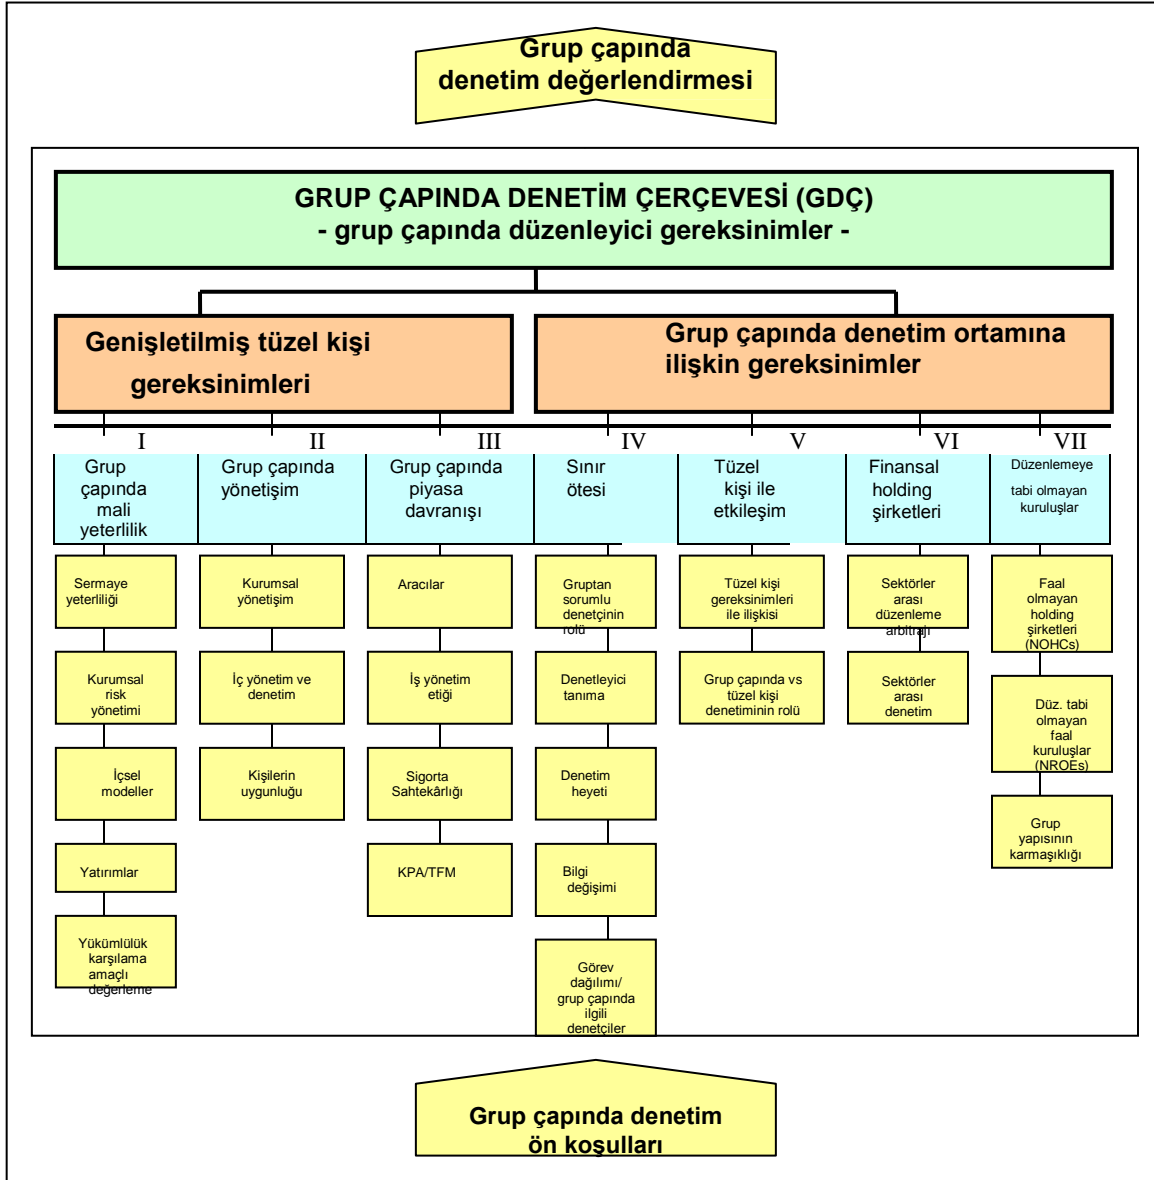 Grup çapında
denetim değerlendirmesi
GRUP ÇAPINDA DENETİM ÇERÇEVESİ (GDÇ)
- grup çapında düzenleyici gereksinimler -
Genişletilmiş tüzel kişi
gereksinimleri
Grup çapında denetim ortamına
ilişkin gereksinimler
I
II
III
IV
V
VI
VII
Grup
çapında
mali
yeterlilik
Grup çapında
yönetişim
Grup çapında
piyasa
davranışı
Sınır
ötesi
Tüzel
kişi ile
etkileşim
Finansal
holding
şirketleri
Düzenlemeye
tabi olmayan
kuruluşlar
Sermaye
yeterliliği
Kurumsal
risk
yönetimi
İçsel
modeller
Yatırımlar
Yükümlülük
karşılama
amaçlı
değerleme
Kurumsal
yönetişim
İç yönetim ve
denetim
Kişilerin
uygunluğu
Aracılar
İş yönetim
etiği
Sigorta
Sahtekârlığı
KPA/TFM
Gruptan
sorumlu
denetçinin
rolü
Denetleyici
tanıma
Denetim
heyeti
Bilgi
değişimi
Görev
dağılımı/
grup çapında
ilgili
denetçiler
Tüzel kişi
gereksinimleri
ile ilişkisi
Grup çapında vs
tüzel kişi
denetiminin rolü
Sektörler
arası
düzenleme
arbitrajı
Sektörler
arası
denetim
Faal
olmayan
holding
şirketleri
(NOHCs)
Düz. tabi
olmayan
faal
kuruluşlar
(NROEs)
Grup
yapısının
karmaşıklığı
Grup çapında denetim
ön koşulları